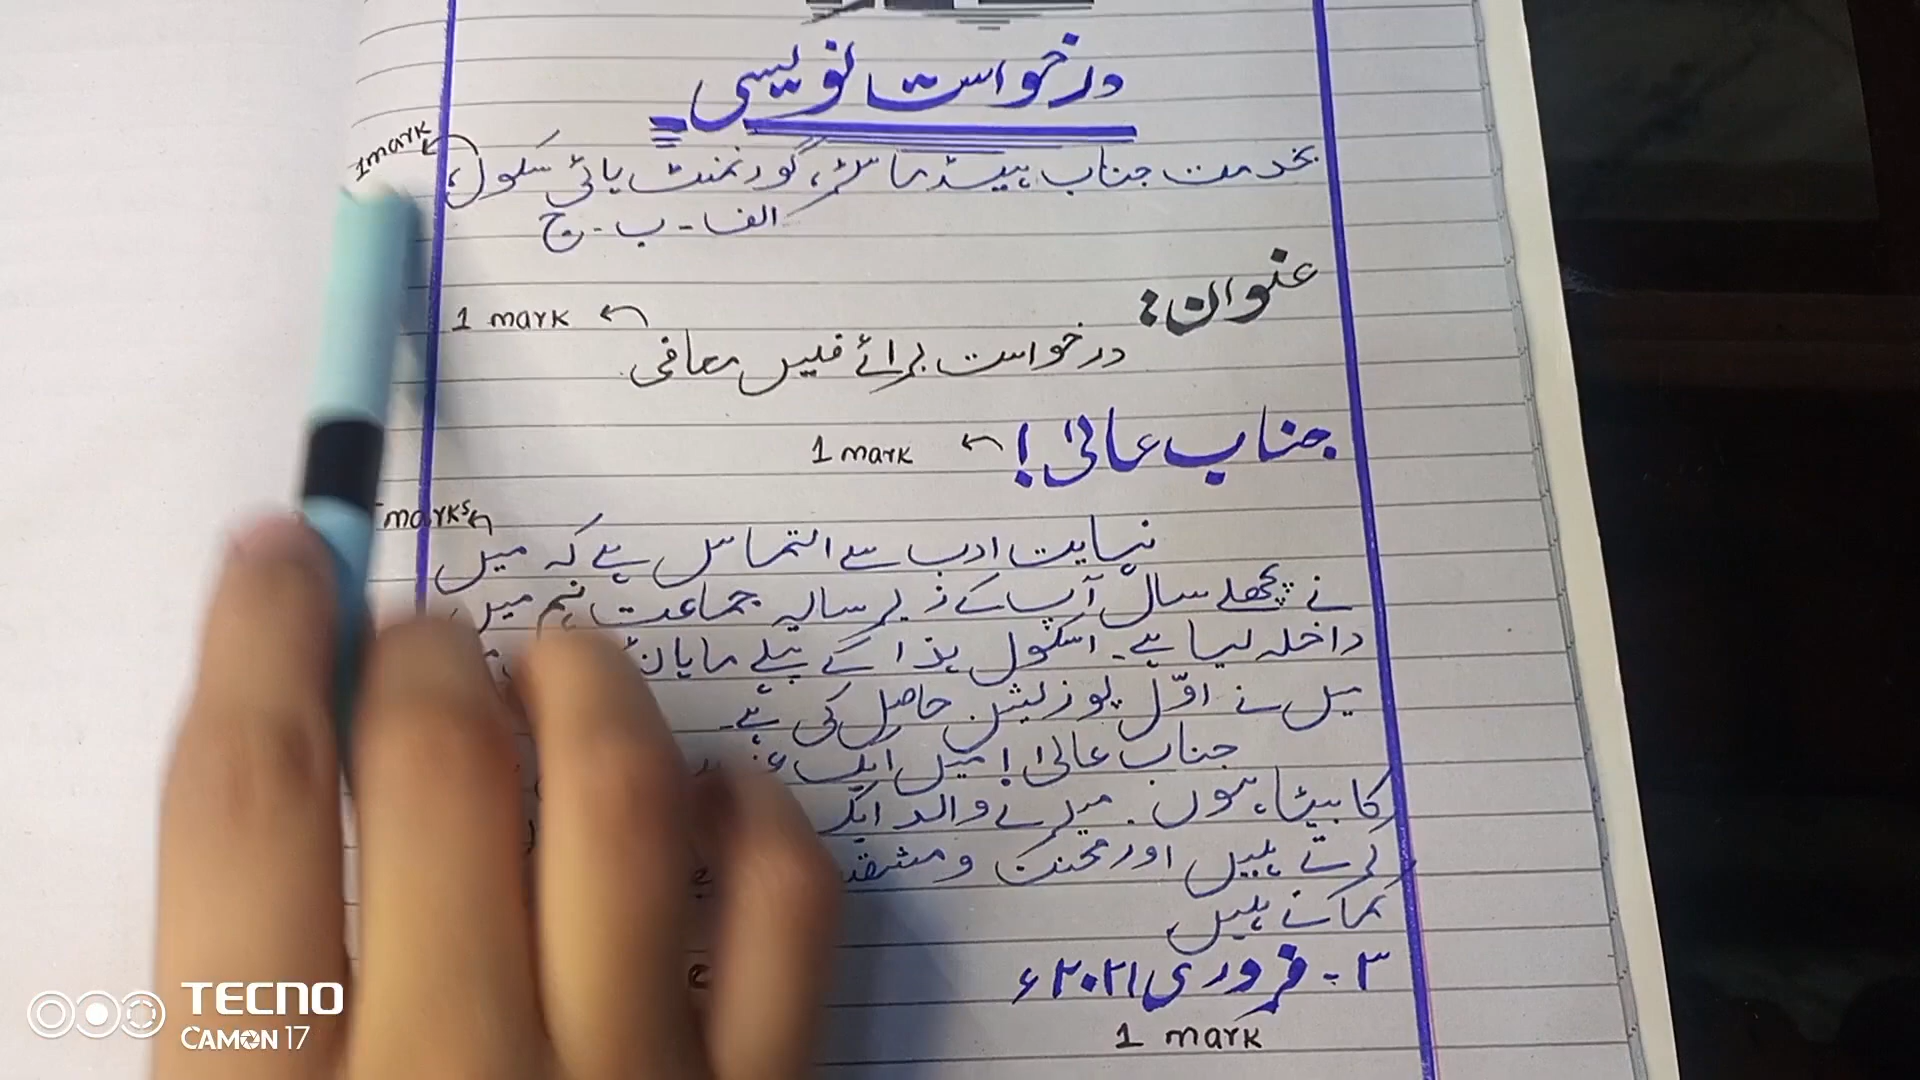 درخواست نویسی
1 mark
بخدمت جناب ہیڈ ماسٹر، گورنمنٹ ہائی سکول،
الف - ب - ج
عنوان:
1 mark
درخواست برائے فیس معافی
جناب عالیٰ!
1 mark
marks
نہایت ادب سے التماس ہے کہ میں
نے پچھلے سال آپ کے زیر سایہ جماعت نہم میں
داخلہ لیا ہے۔ اسکول ہذا کے پہلے ماہانہ
میں نے اوّل پوزیشن حاصل کی ہے۔
جناب عالیٰ! میں ایک
کا بیٹا ہوں۔ میرے والد ایک
کرتے ہیں اور محنت و مشقت
کماتے ہیں
۳ - فروری ۲۰۲۱ء
1 mark
TECNO
CAMON 17